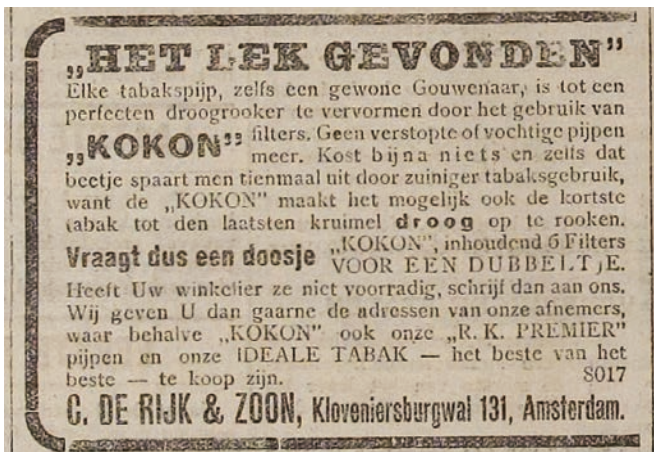 „HET LEK GEVONDEN”
Elke tabakspijp, zelfs een gewone Gouwenaar, is tot een
perfecten droogrooker te vervormen door het gebruik van
„KOKON” filters. Geen verstopte of vochtige pijpen
meer. Kost bijna niets en zelfs dat
beetje spaart men tienmaal uit door zuiniger tabaksgebruik,
want de „KOKON” maakt het mogelijk ook de kortste
tabak tot den laatsten kruimel droog op te rooken.
Vraagt dus een doosje „KOKON”, inhoudend 6 Filters
VOOR EEN DUBBELTJE.
Heeft Uw winkelier ze niet voorradig, schrijf dan aan ons.
Wij geven U dan gaarne de adressen van onze afnemers,
waar behalve „KOKON” ook onze „R. K. PREMIER”
pijpen en onze IDEALE TABAK — het beste van het
beste — te koop zijn. 8017
C. DE RIJK & ZOON, Kloveniersburgwal 131, Amsterdam.